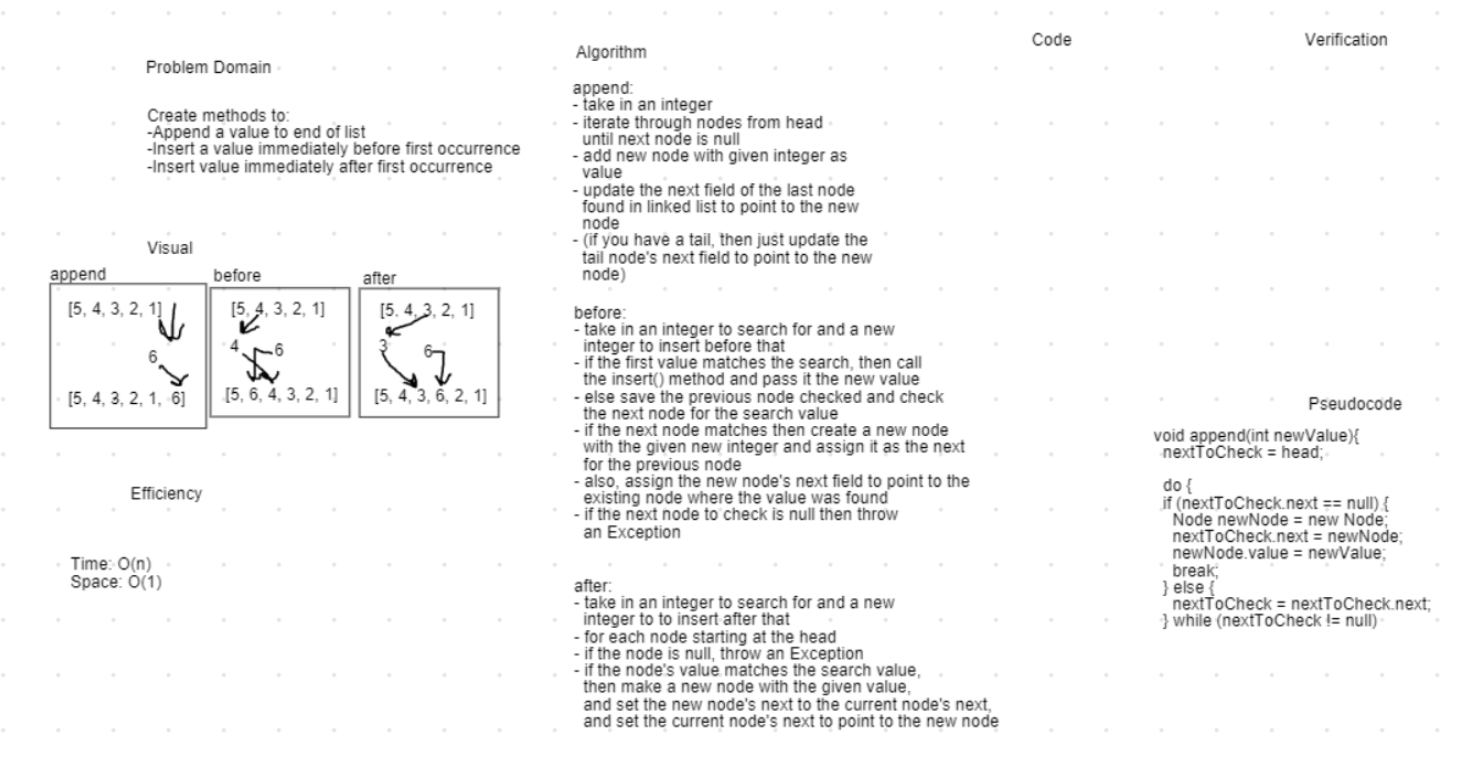 Problem Domain
Create methods to:
-Append a value to end of list
-Insert a value immediately before first occurrence
-Insert value immediately after first occurrence
Visual
append
[5, 4, 3, 2, 1]
6
[5, 4, 3, 2, 1, 6]
before
[5, 4, 3, 2, 1]
4
6
[5, 6, 4, 3, 2, 1]
after
[5. 4, 3, 2, 1]
3
6
[5, 4, 3, 6, 2, 1]
Efficiency
Time: O(n)
Space: O(1)
Algorithm
append:
- take in an integer
- iterate through nodes from head
until next node is null
- add new node with given integer as
value
- update the next field of the last node
found in linked list to point to the new
node
- (if you have a tail, then just update the
tail node's next field to point to the new
node)
before:
- take in an integer to search for and a new
integer to insert before that
- if the first value matches the search, then call
the insert() method and pass it the new value
- else save the previous node checked and check
the next node for the search value
- if the next node matches then create a new node
with the given new integer and assign it as the next
for the previous node
- also, assign the new node's next field to point to the
existing node where the value was found
- if the next node to check is null then throw
an Exception
after:
- take in an integer to search for and a new
integer to to insert after that
- for each node starting at the head
- if the node is null, throw an Exception
- if the node's value matches the search value,
then make a new node with the given value,
and set the new node's next to the current node's next,
and set the current node's next to point to the new node
Code
Verification
Pseudocode
void append(int newValue){
nextToCheck = head;
do {
if (nextToCheck.next == null) {
Node newNode = new Node;
nextToCheck.next = newNode;
newNode.value = newValue;
break;
} else {
nextToCheck = nextToCheck.next;
} while (nextToCheck != null)